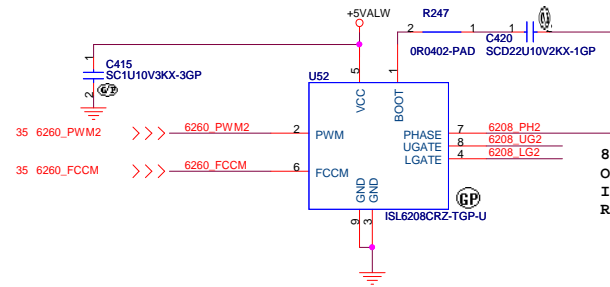 +5VALW
R247
2
1
0R0402-PAD
1
2
C420
SCD22U10V2KX-1GP
1
C415
SC1U10V3KX-3GP
2
GP
U52
5
1
VCC
BOOT
35 6260_PWM2
6260_PWM2
2
PWM
PHASE
7
6208_PH2
UGATE
8
6208_UG2
LGATE
4
6208_LG2
35 6260_FCCM
6260_FCCM
6
FCCM
GND
GND
GP
ISL6208CRZ-TGP-U
9
3
8
O
I
R